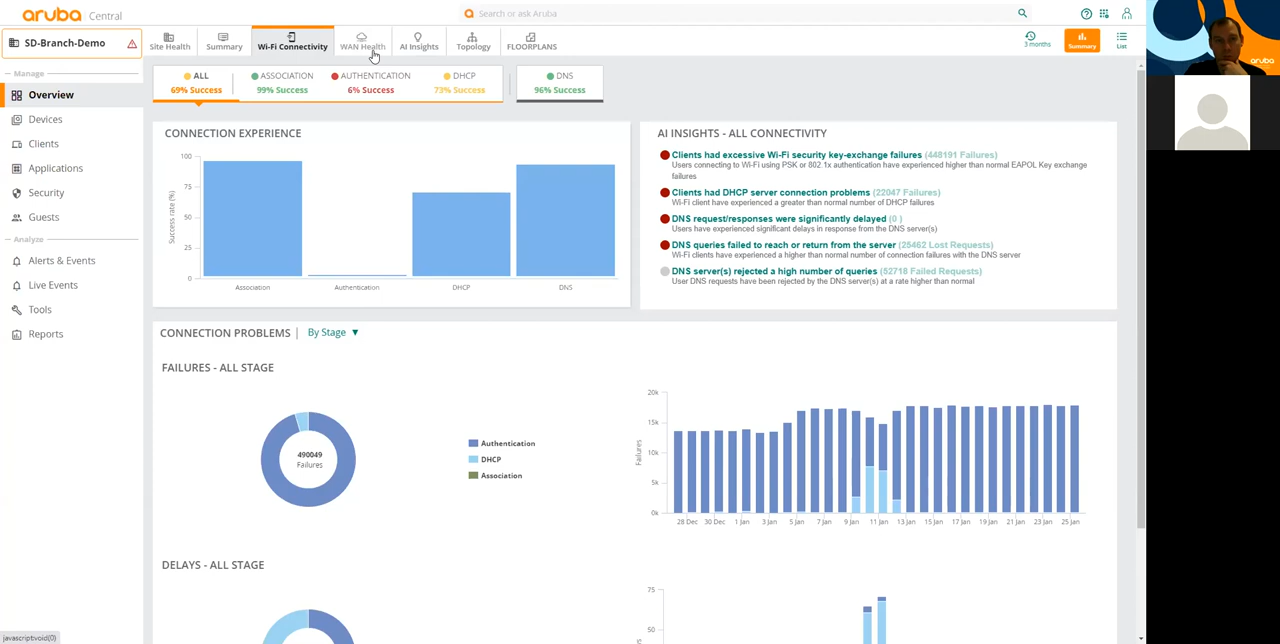 aruba Central
Search or ask Aruba
SD-Branch-Demo
Site Health
Summary
Wi-Fi Connectivity
WAN Health
AI Insights
Topology
FLOORPLANS
3 months
Summary
List
Manage
Overview
Devices
Clients
Applications
Security
Guests
Analyze
Alerts & Events
Live Events
Tools
Reports
ALL
69% Success
ASSOCIATION
99% Success
AUTHENTICATION
6% Success
DHCP
73% Success
DNS
96% Success
CONNECTION EXPERIENCE
Success rate (%)
100
75
50
25
0
Association
Authentication
DHCP
DNS
AI INSIGHTS - ALL CONNECTIVITY
Clients had excessive Wi-Fi security key-exchange failures (448191 Failures)
Users connecting to Wi-Fi using PSK or 802.1x authentication have experienced higher than normal EAPOL Key exchange
failures
Clients had DHCP server connection problems (22047 Failures)
Wi-Fi client have experienced a greater than normal number of DHCP failures
DNS request/responses were significantly delayed (0 )
Users have experienced significant delays in response from the DNS server(s)
DNS queries failed to reach or return from the server (25462 Lost Requests)
Wi-Fi clients have experienced a higher than normal number of connection failures with the DNS server
DNS server(s) rejected a high number of queries (52718 Failed Requests)
User DNS requests have been rejected by the DNS server(s) at a rate higher than normal
CONNECTION PROBLEMS | By Stage ▼
FAILURES - ALL STAGE
490049
Failures
Authentication
DHCP
Association
Failures
20k
15k
10k
5k
0k
28 Dec 30 Dec 1 Jan 3 Jan 5 Jan 7 Jan 9 Jan 11 Jan 13 Jan 15 Jan 17 Jan 19 Jan 21 Jan 23 Jan 25 Jan
DELAYS - ALL STAGE
75
50
javascript:void(0)
aruba